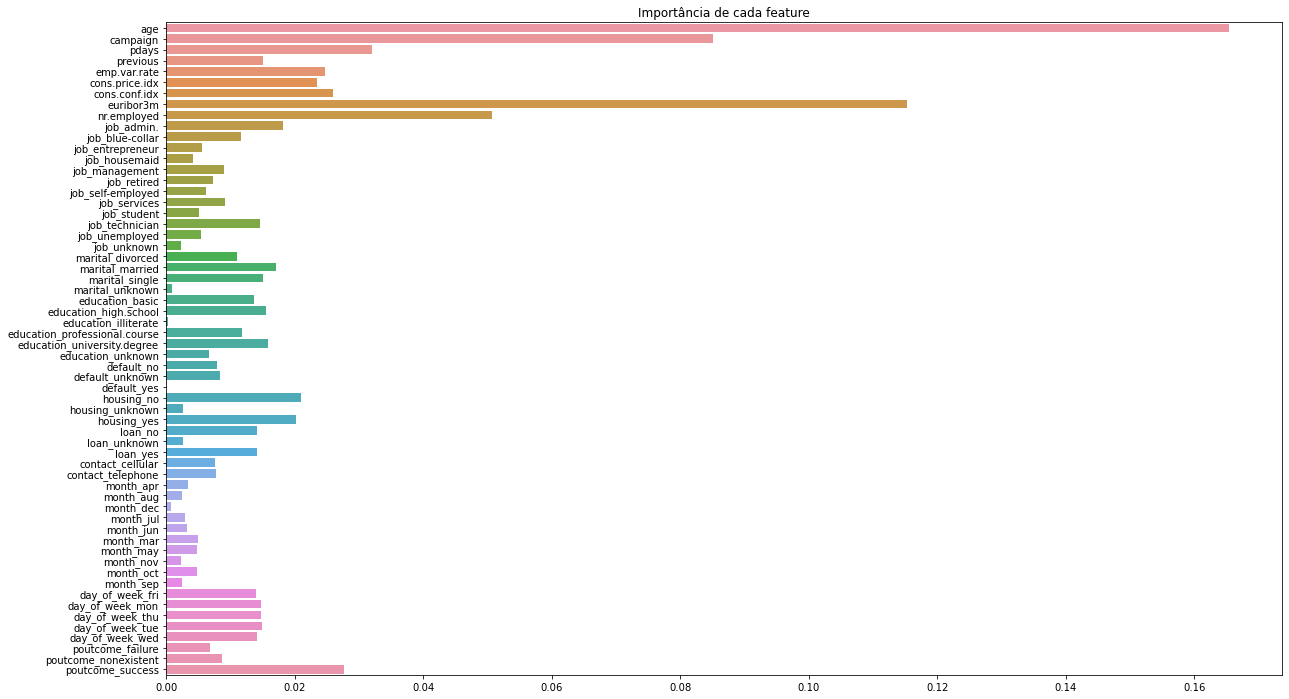 Importância de cada feature
age
campaign
pdays
previous
emp.var.rate
cons.price.idx
cons.conf.idx
euribor3m
nr.employed
job_admin.
job_blue-collar
job_entrepreneur
job_housemaid
job_management
job_retired
job_self-employed
job_services
job_student
job_technician
job_unemployed
job_unknown
marital_divorced
marital_married
marital_single
marital_unknown
education_basic
education_high.school
education_illiterate
education_professional.course
education_university.degree
education_unknown
default_no
default_unknown
default_yes
housing_no
housing_unknown
housing_yes
loan_no
loan_unknown
loan_yes
contact_cellular
contact_telephone
month_apr
month_aug
month_dec
month_jul
month_jun
month_mar
month_may
month_nov
month_oct
month_sep
day_of_week_fri
day_of_week_mon
day_of_week_thu
day_of_week_tue
day_of_week_wed
poutcome_failure
poutcome_nonexistent
poutcome_success
0.00 0.02 0.04 0.06 0.08 0.10 0.12 0.14 0.16